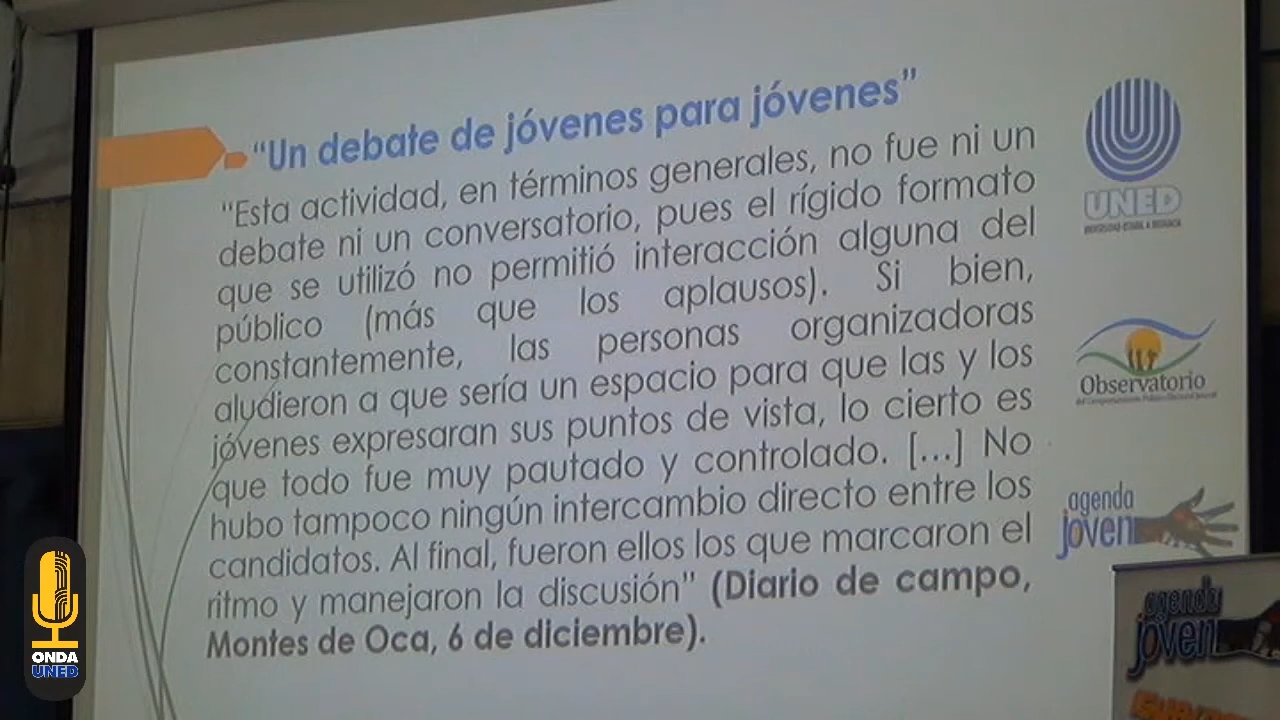 “Un debate de jóvenes para jóvenes”
“Esta actividad, en términos generales, no fue ni un
debate ni un conversatorio, pues el rígido formato
que se utilizó no permitió interacción alguna del
público (más que los aplausos). Si bien,
constantemente, las personas organizadoras
aludieron a que sería un espacio para que las y los
jóvenes expresaran sus puntos de vista, lo cierto es
que todo fue muy pautado y controlado. [...] No
hubo tampoco ningún intercambio directo entre los
candidatos. Al final, fueron ellos los que marcaron el
ritmo y manejaron la discusión” (Diario de campo,
Montes de Oca, 6 de diciembre).
UNED
Observatorio
agenda
joven
agenda
joven
ONDA
UNED